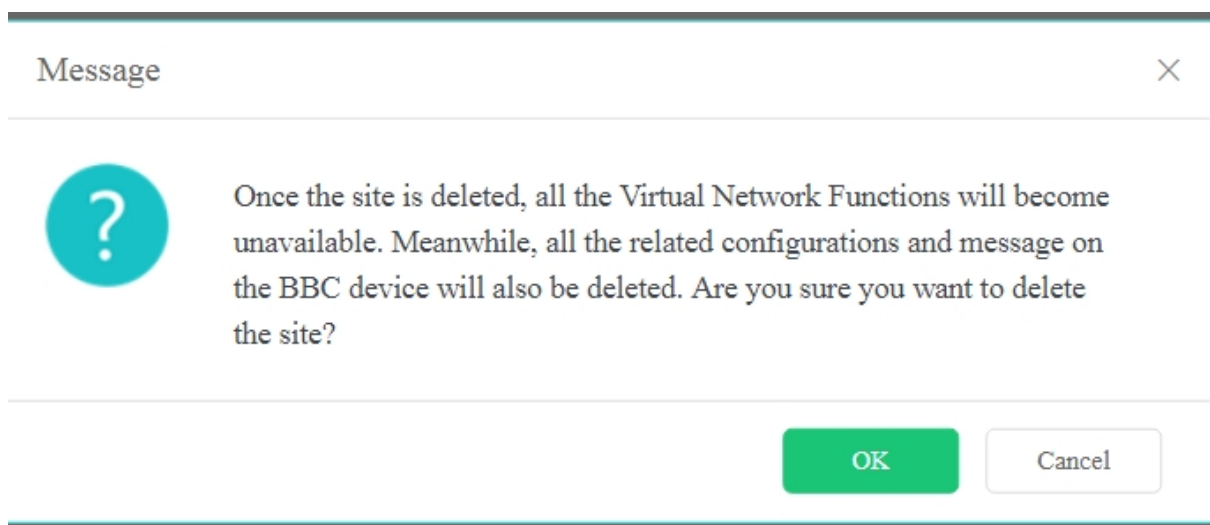 Message
Once the site is deleted, all the Virtual Network Functions will become
unavailable. Meanwhile, all the related configurations and message on
the BBC device will also be deleted. Are you sure you want to delete
the site?
OK
Cancel